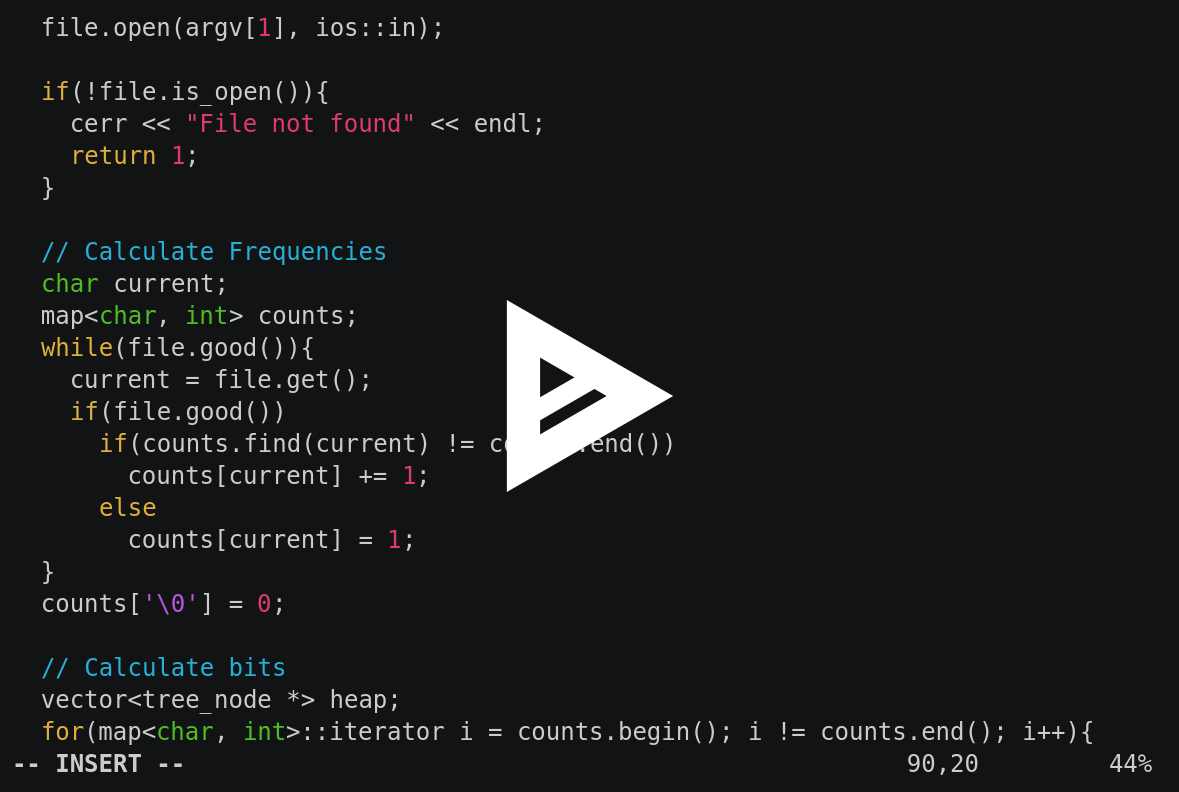 file.open(argv[1], ios::in);
if(!file.is_open()){
cerr << "File not found" << endl;
return 1;
}
// Calculate Frequencies
char current;
map<char, int> counts;
while(file.good()){
current = file.get();
if(file.good())
if(counts.find(current) != .end())
counts[current] += 1;
else
counts[current] = 1;
}
counts['\0'] = 0;
// Calculate bits
vector<tree_node *> heap;
for(map<char, int>::iterator i = counts.begin(); i != counts.end(); i++){
-- INSERT -- 90,20 44%